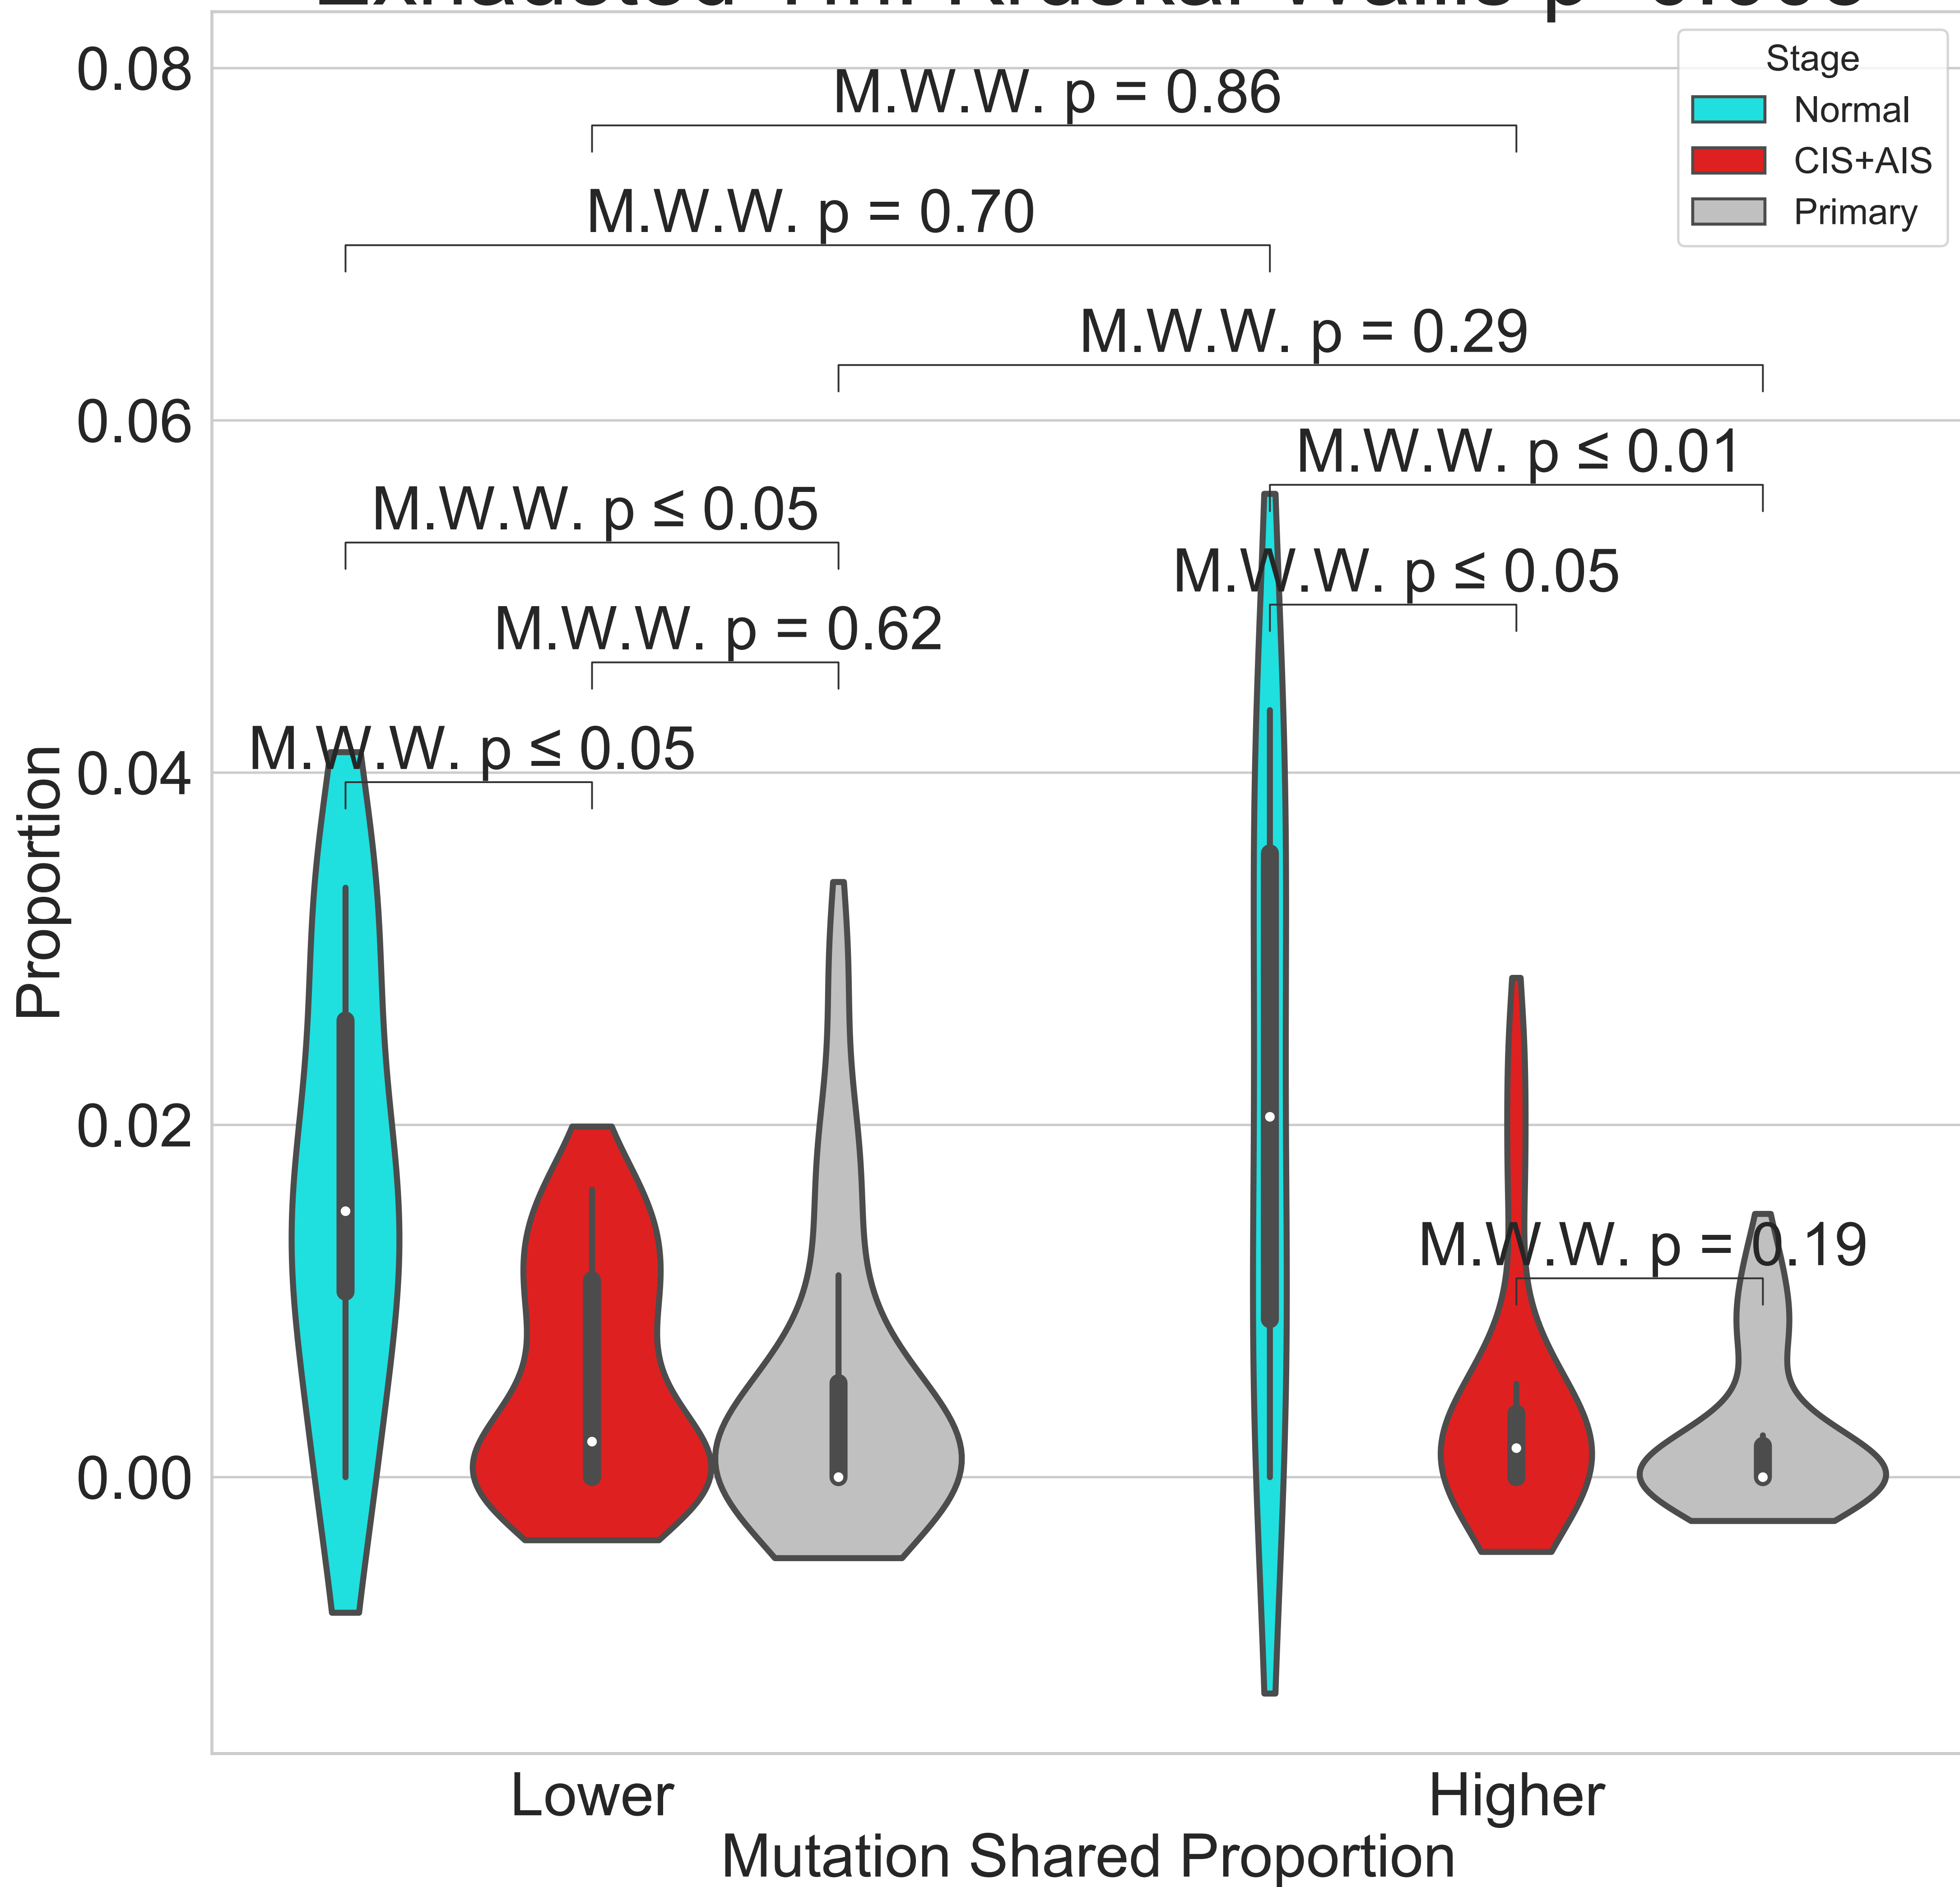 0.08
0.06
0.04
0.02
0.00
Proportion
M.W.W. p = 0.86
M.W.W. p = 0.70
M.W.W. p = 0.29
M.W.W. p ≤ 0.01
M.W.W. p ≤ 0.05
M.W.W. p ≤ 0.05
M.W.W. p = 0.62
M.W.W. p ≤ 0.05
M.W.W. p = 0.19
Stage
Normal
CIS+AIS
Primary
Lower
Higher
Mutation Shared Proportion